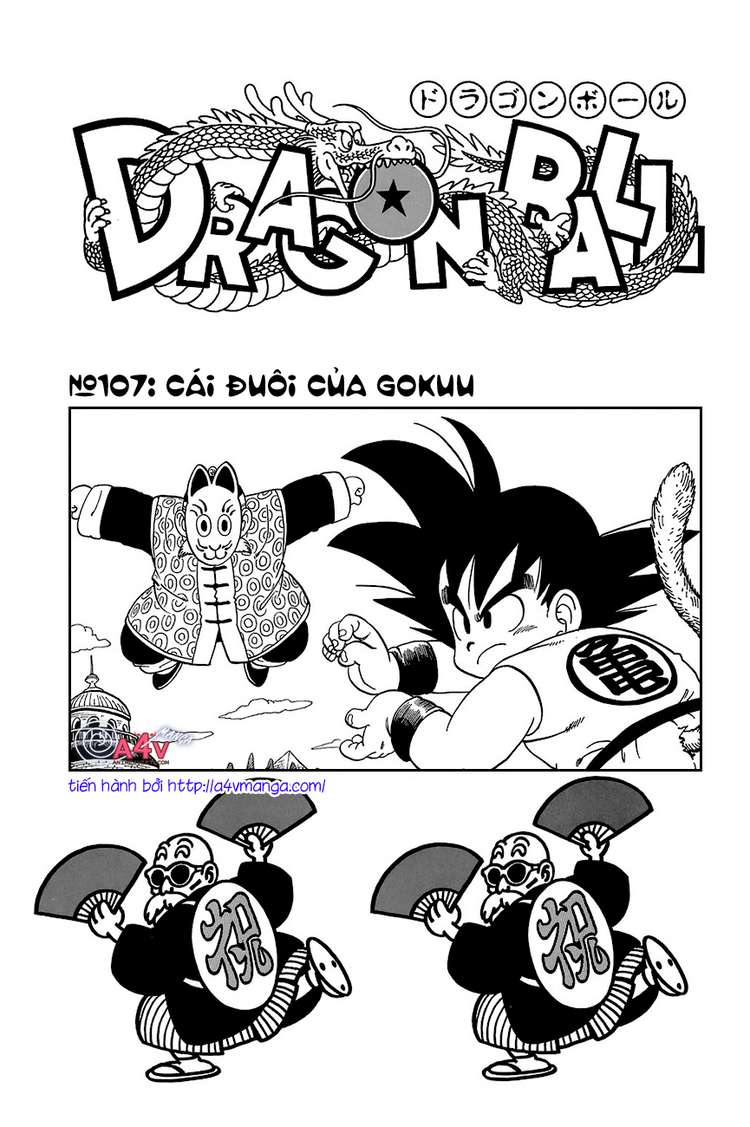 ドラゴンボール
DRAGON BALL
№107: CÁI ĐUÔI CỦA GOKUU
亀
A4V
tiến hành bởi http://a4vmanga.com/
祝 祝